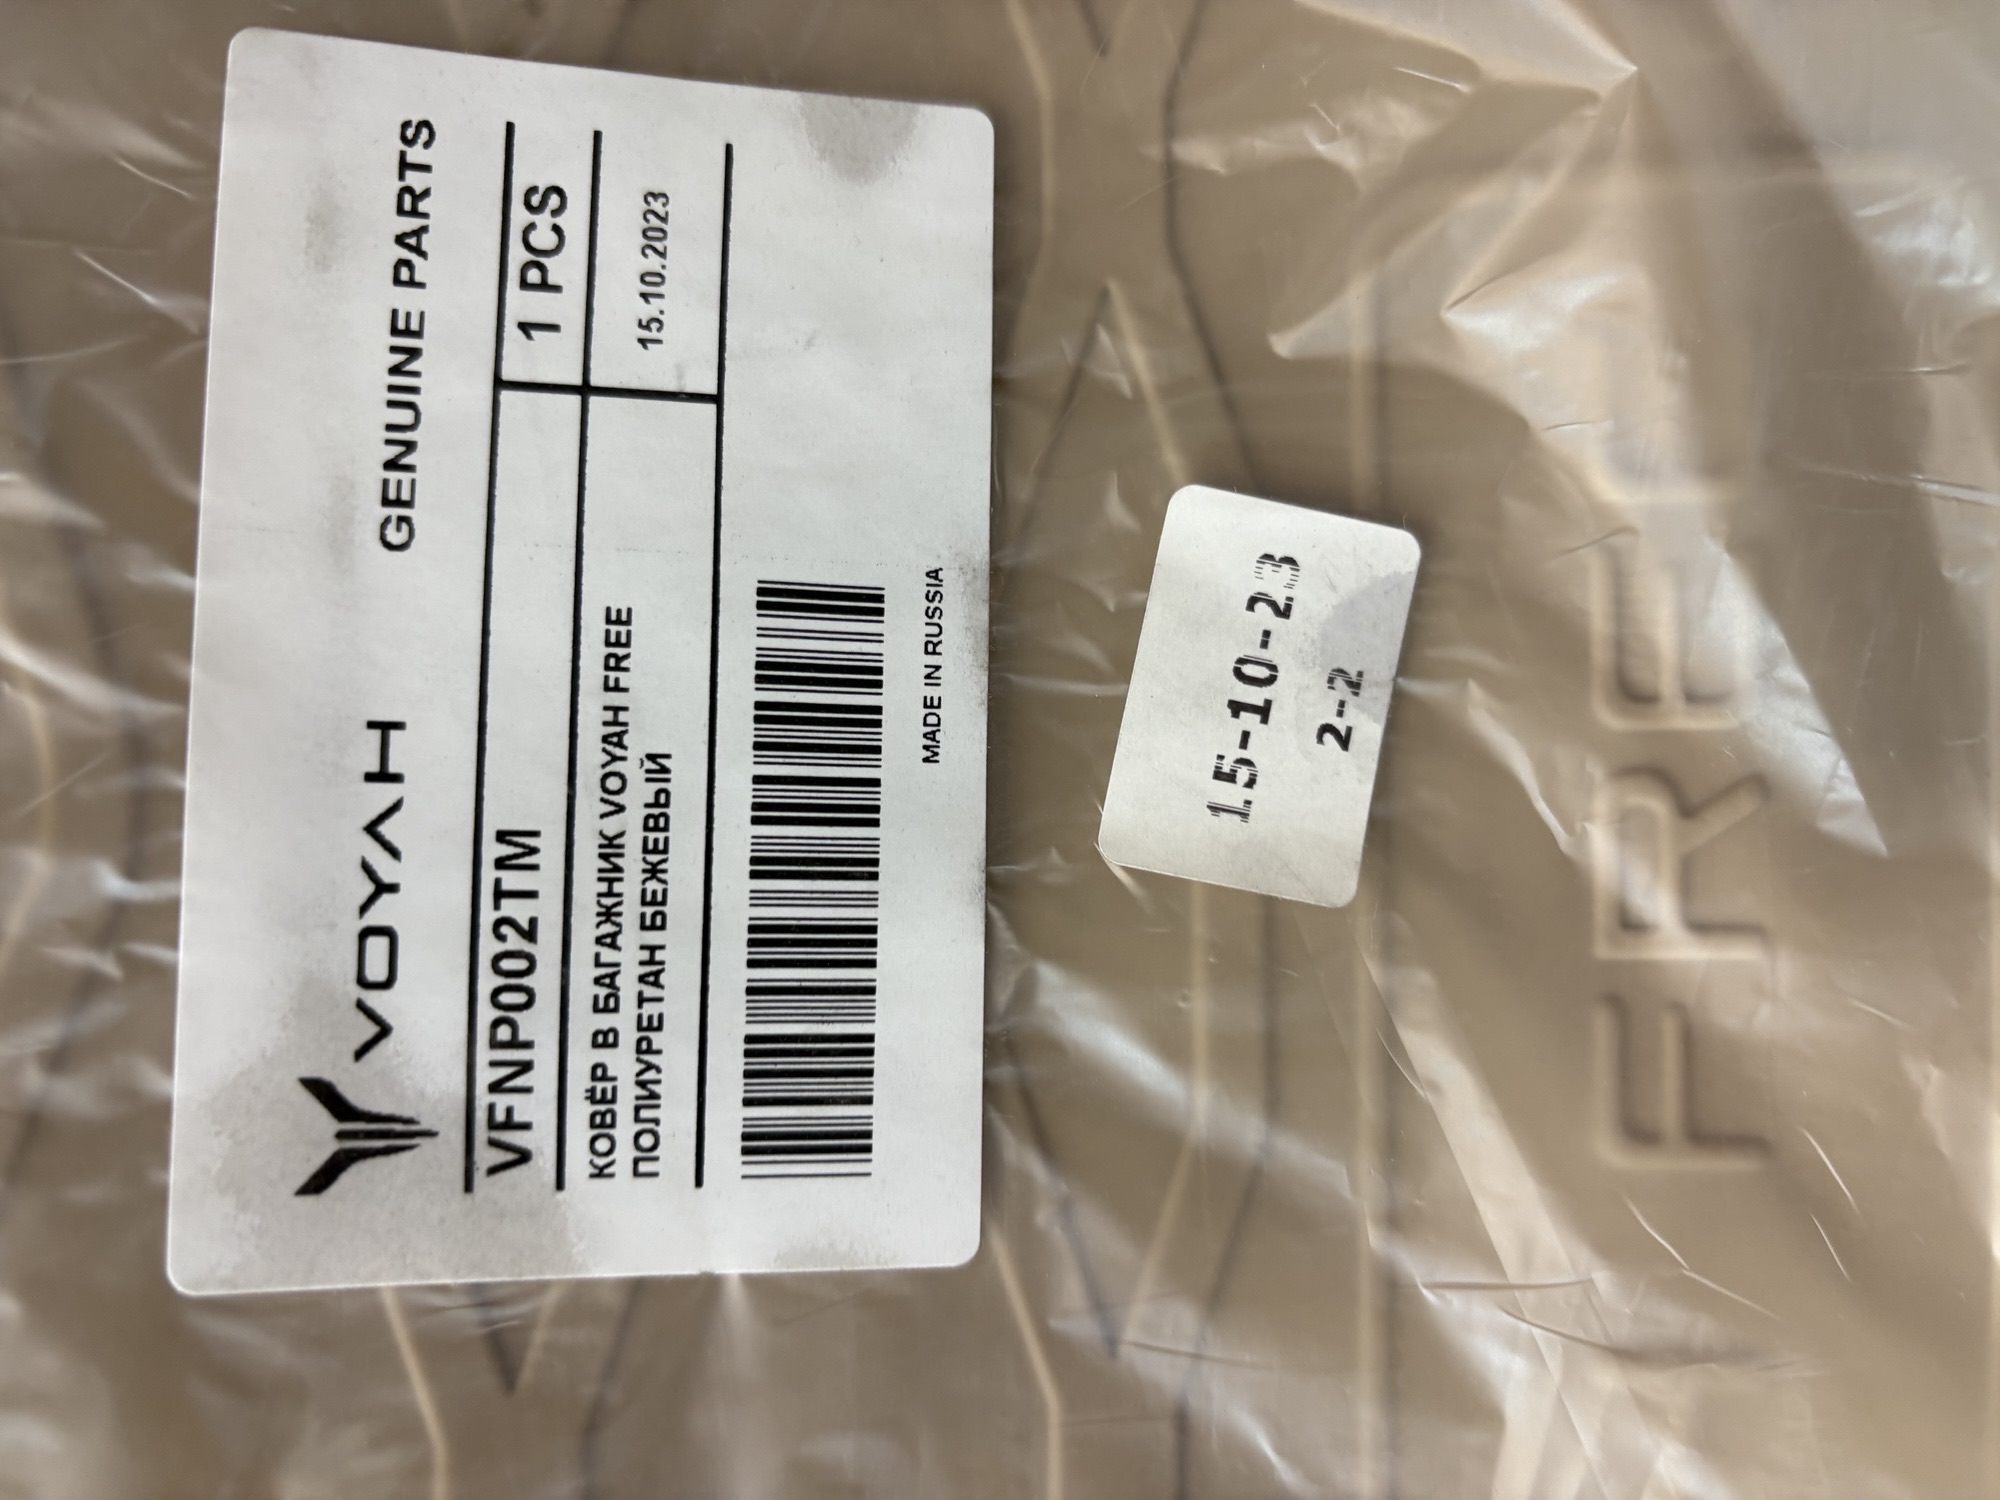 VOYAH GENUINE PARTS
VFNP002TM 1 PCS
КОВЁР В БАГАЖНИК VOYAH FREE
ПОЛИУРЕТАН БЕЖЕВЫЙ
15.10.2023
MADE IN RUSSIA
15-10-23
2-2
FREE